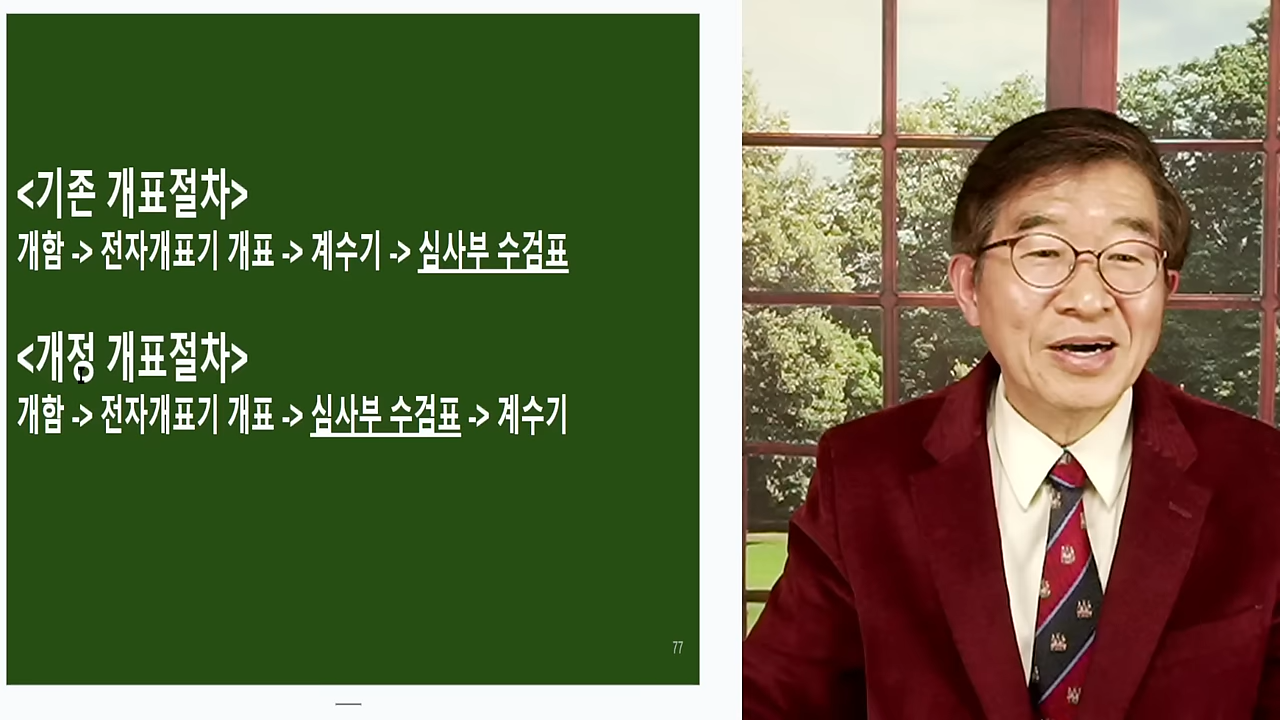 <기존 개표절차>
개함 -> 전자개표기 개표 -> 계수기 -> 심사부 수검표
<개정 개표절차>
개함 -> 전자개표기 개표 -> 심사부 수검표 -> 계수기
77